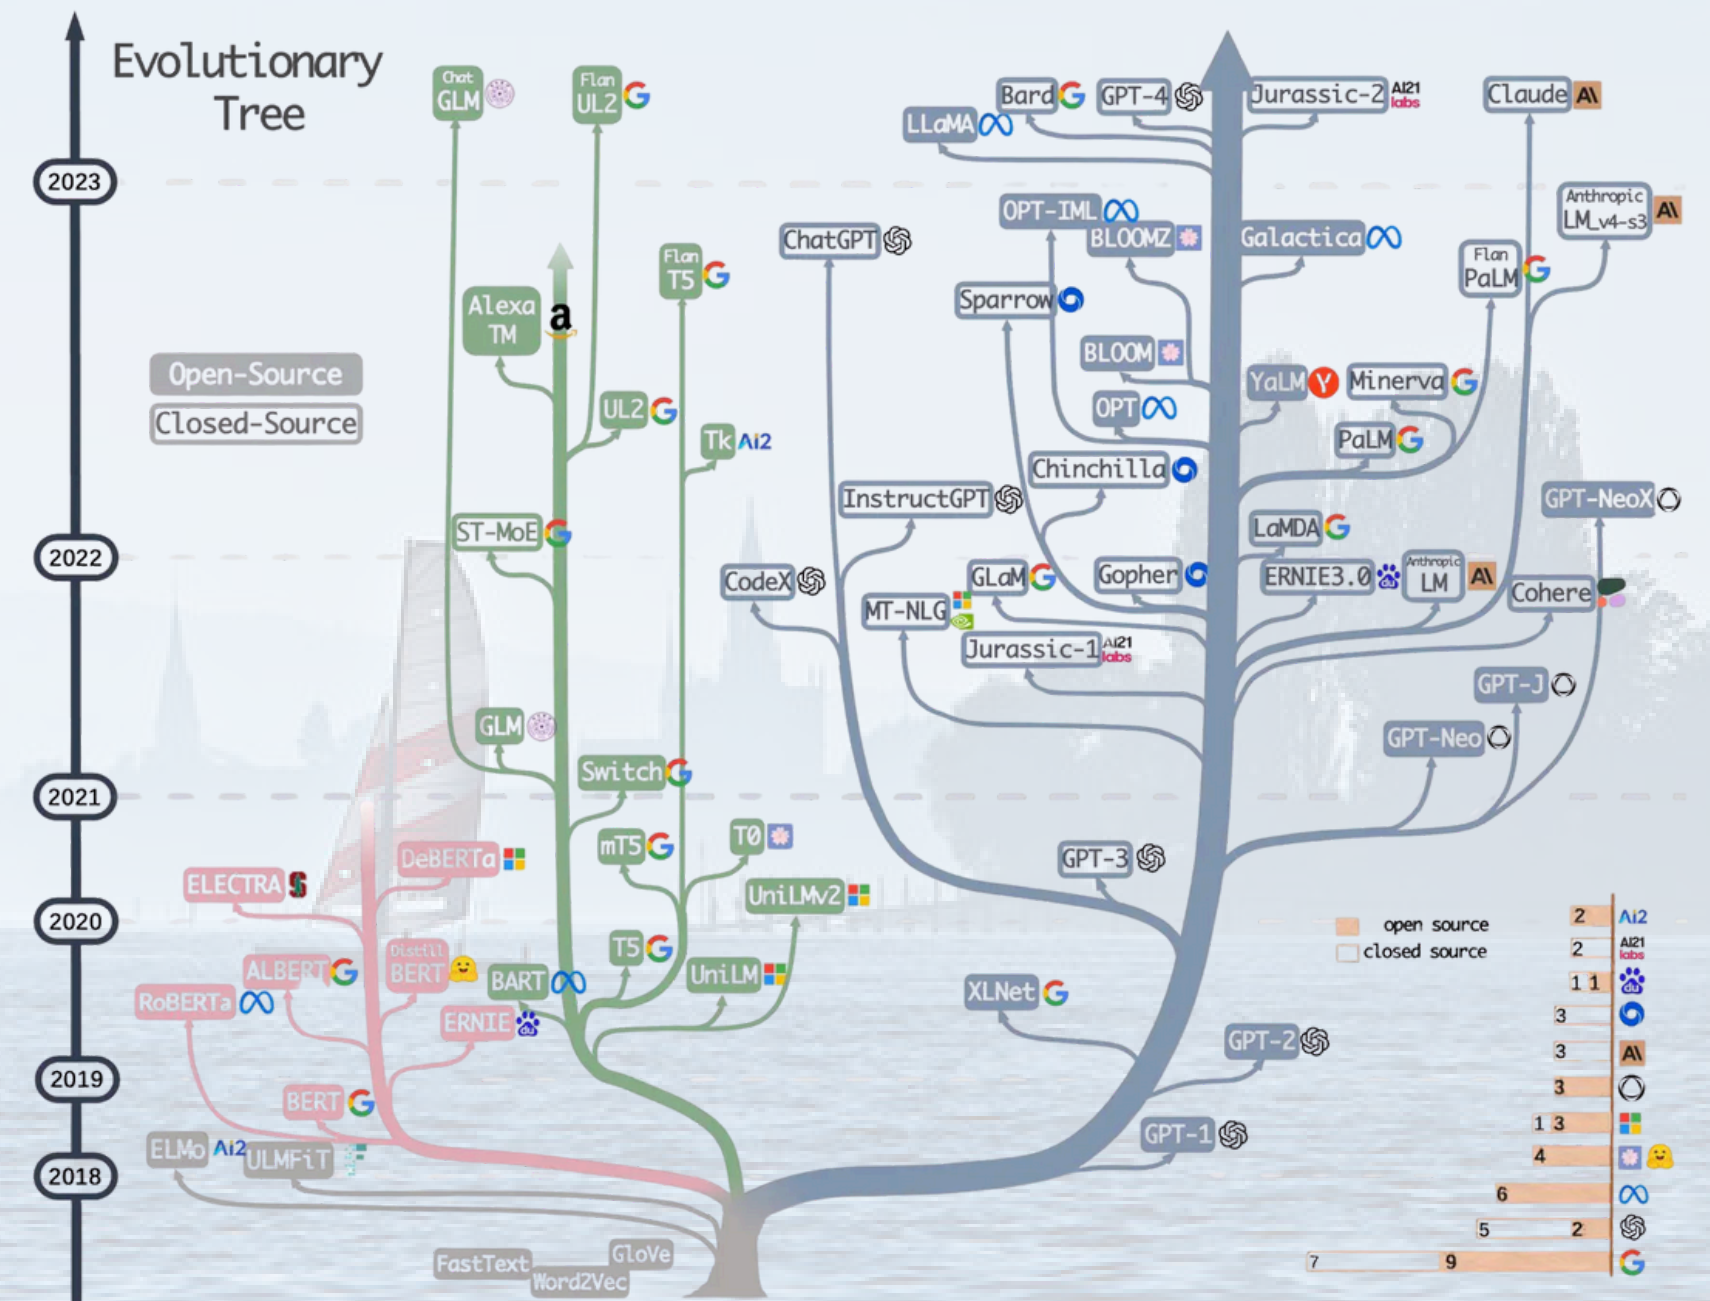 Evolutionary
Tree
2023
2022
2021
2020
2019
2018
Open-Source
Closed-Source
Chat
GLM
Flan
UL2
G
Alexa
TM
a
Flan
T5
G
UL2
G
Tk
Ai2
ST-MoE
G
GLM
Switch
G
mT5
G
T0
UniLMv2
T5
G
BART
UniLM
DeBERTa
ELECTRA
S
Distill
BERT
ALBERT
G
RoBERTa
ERNIE
du
BERT
G
ELMo
Ai2
ULMFiT
FastText
GloVe
Word2Vec
Bard
G
GPT-4
Jurassic-2
AI21
labs
Claude
A\
LLaMA
OPT-IML
BLOOMZ
ChatGPT
Galactica
Anthropic
LM_v4-s3
A\
Flan
PaLM
G
Sparrow
BLOOM
YaLM
Y
Minerva
G
OPT
PaLM
G
Chinchilla
InstructGPT
GPT-NeoX
LaMDA
G
CodeX
GLaM
G
Gopher
ERNIE3.0
du
Anthropic
LM
A\
Cohere
MT-NLG
Jurassic-1
AI21
labs
GPT-J
GPT-Neo
GPT-3
XLNet
G
GPT-2
GPT-1
open source
closed source
2 Ai2
2 AI21
labs
1 1 du
3
3 A\
3
1 3
4
6
5 2
7 9 G